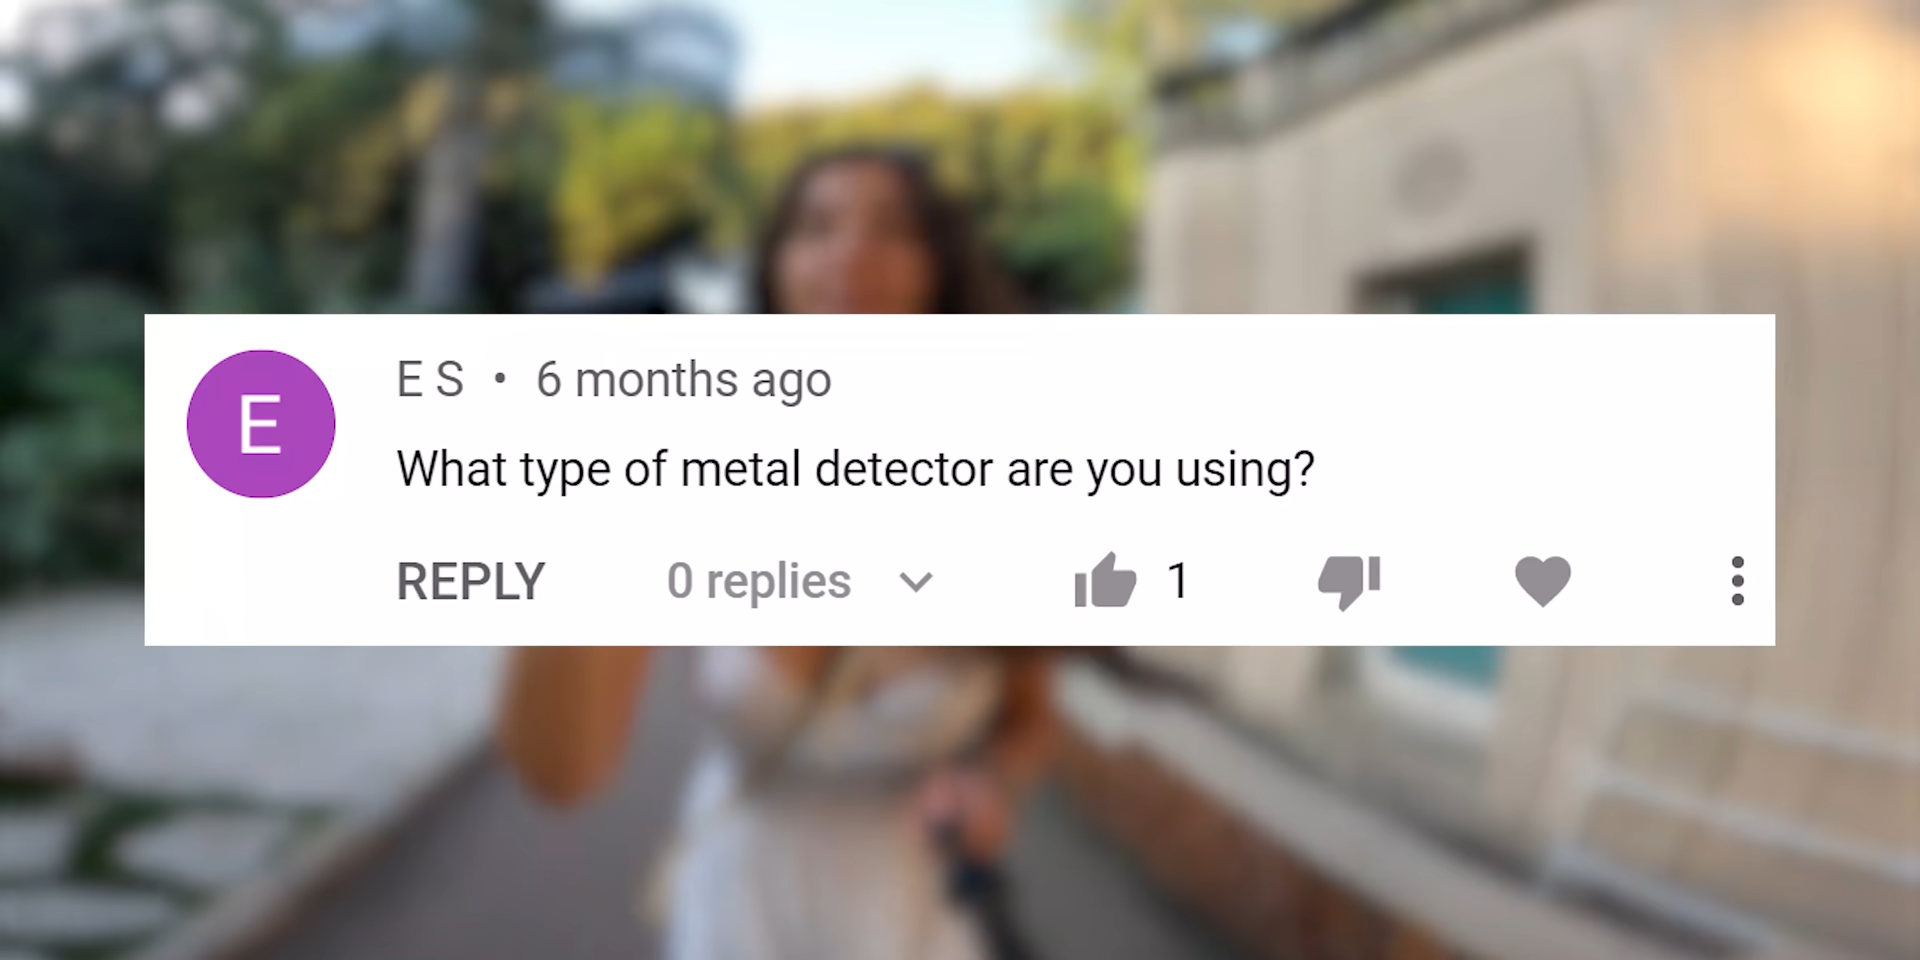 E
E S • 6 months ago
What type of metal detector are you using?
REPLY 0 replies 1